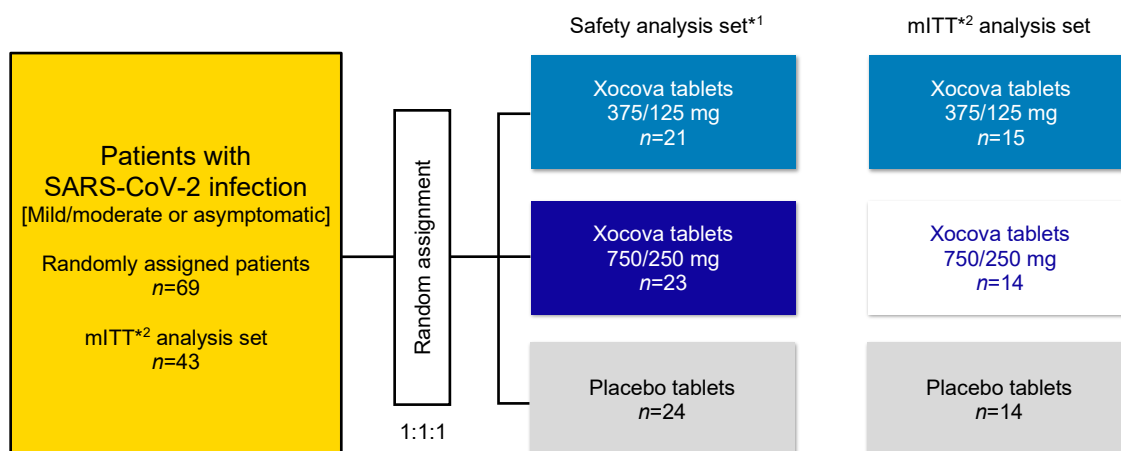 Safety analysis set*1
mITT*2 analysis set
Patients with
SARS-CoV-2 infection
[Mild/moderate or asymptomatic]
Randomly assigned patients
n=69
mITT*2 analysis set
n=43
Random assignment
1:1:1
Xocova tablets
375/125 mg
n=21
Xocova tablets
375/125 mg
n=15
Xocova tablets
750/250 mg
n=23
Xocova tablets
750/250 mg
n=14
Placebo tablets
n=24
Placebo tablets
n=14